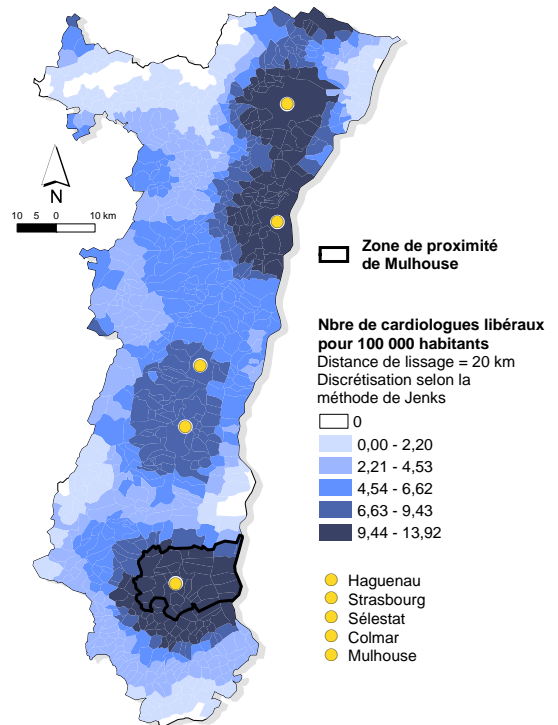 N
10 5 0 10 km
Zone de proximité
de Mulhouse
Nbre de cardiologues libéraux
pour 100 000 habitants
Distance de lissage = 20 km
Discrétisation selon la
méthode de Jenks
0
0,00 - 2,20
2,21 - 4,53
4,54 - 6,62
6,63 - 9,43
9,44 - 13,92
Haguenau
Strasbourg
Sélestat
Colmar
Mulhouse